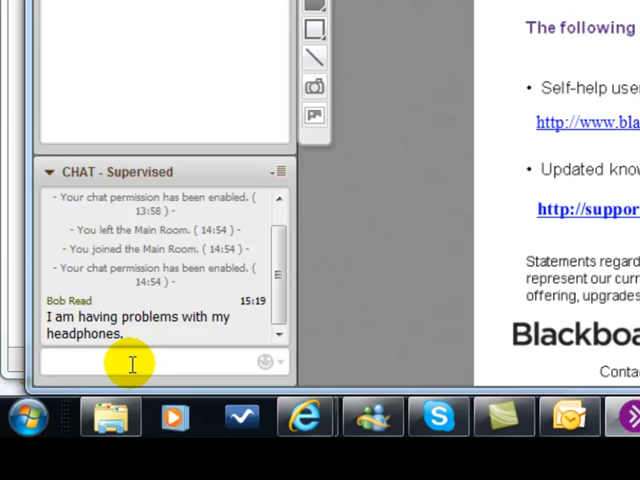 The following
• Self-help use
http://www.bla
• Updated know
http://suppor
Statements regard
represent our curr
offering, upgrades
Blackboa
Conta
CHAT - Supervised
- Your chat permission has been enabled. (
13:58 ) -
- You left the Main Room. ( 14:54 ) -
- You joined the Main Room. ( 14:54 ) -
- Your chat permission has been enabled. (
14:54 ) -
Bob Read 15:19
I am having problems with my
headphones.